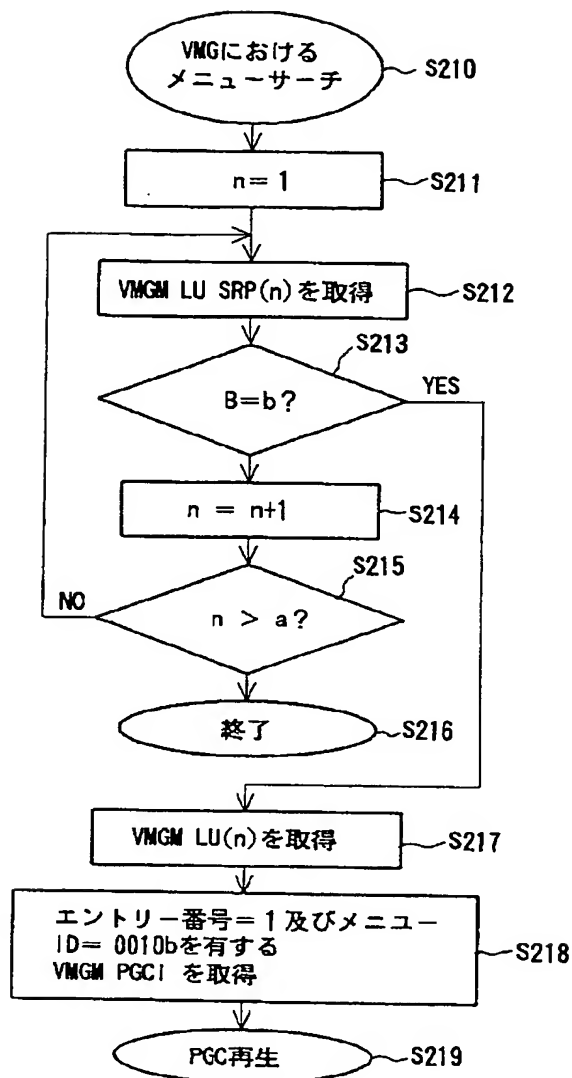 VMGにおける
メニューサーチ
S210
n= 1
S211
VMGM LU SRP(n)を取得
S212
S213
B=b?
YES
n = n+1
S214
S215
NO
n > a?
終了
S216
VMGM LU(n)を取得
S217
エントリー番号=1及びメニュー
ID= 0010bを有する
VMGM PGCI を取得
S218
PGC再生
S219